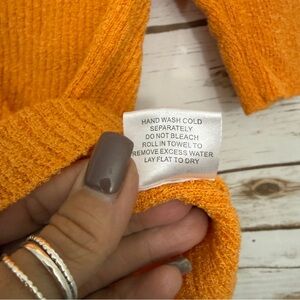 HAND WASH COLD
SEPARATELY
DO NOT BLEACH
ROLL IN TOWEL TO
REMOVE EXCESS WATER
LAY FLAT TO DRY